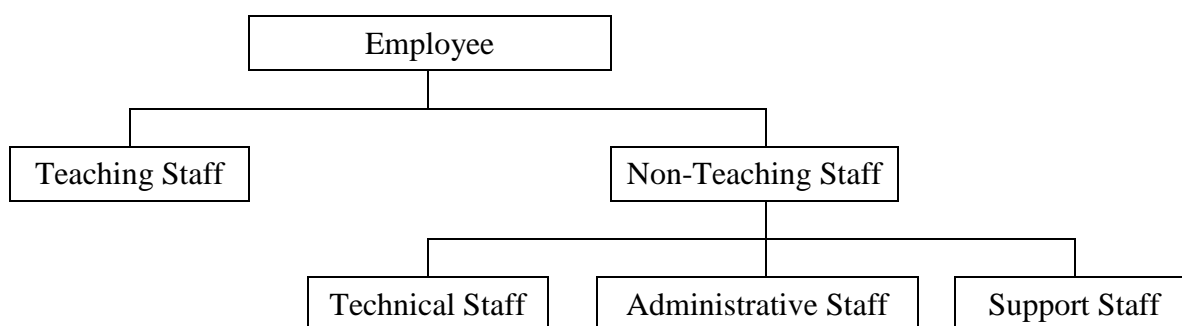 Employee
Teaching Staff
Non-Teaching Staff
Technical Staff
Administrative Staff
Support Staff